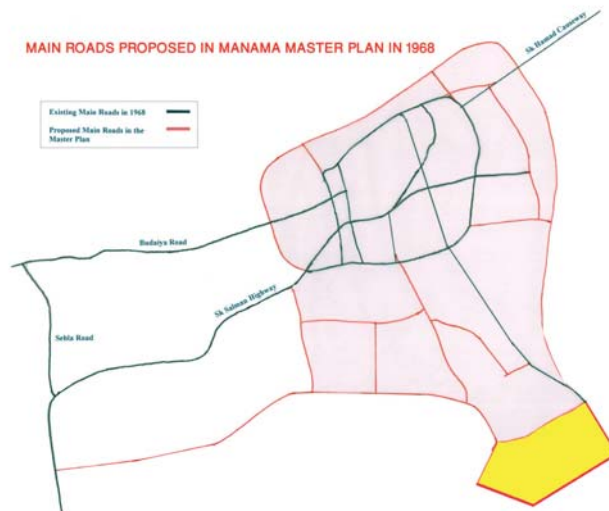 MAIN ROADS PROPOSED IN MANAMA MASTER PLAN IN 1968
Sk Hamad Causeway
Existing Main Roads in 1968
Proposed Main Roads in the
Master Plan
Budaiya Road
Sk Salman Highway
Sehla Road